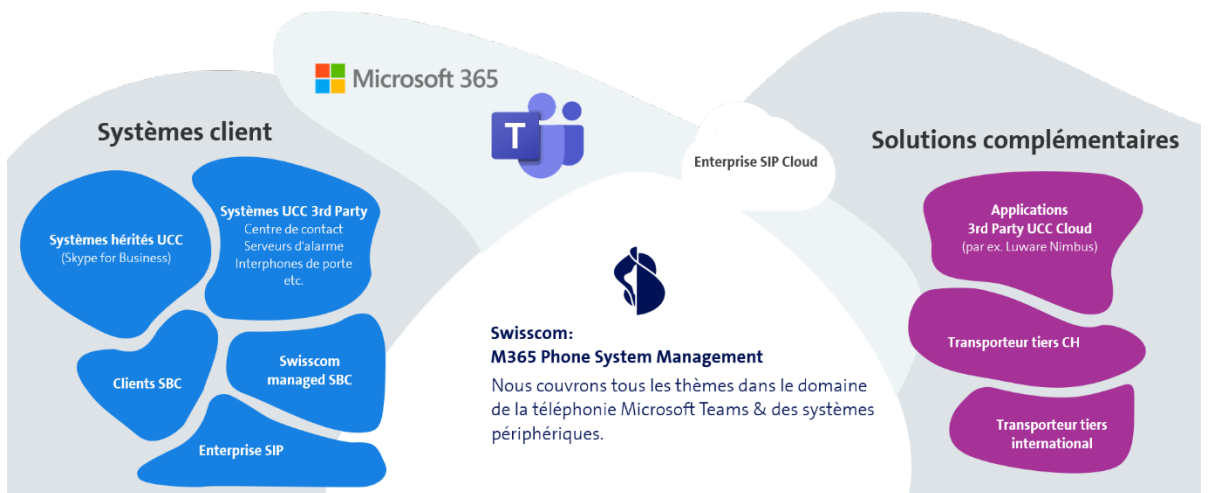 Microsoft 365
Systèmes client
T
Enterprise SIP Cloud
Solutions complémentaires
Systèmes hérités UCC
(Skype for Business)
Systèmes UCC 3rd Party
Centre de contact
Serveurs d'alarme
Interphones de porte
etc.
Clients SBC
Swisscom
managed SBC
Enterprise SIP
Swisscom:
M365 Phone System Management
Nous couvrons tous les thèmes dans le domaine
de la téléphonie Microsoft Teams & des systèmes
périphériques.
Applications
3rd Party UCC Cloud
(par ex. Luware Nimbus)
Transporteur tiers CH
Transporteur tiers
international